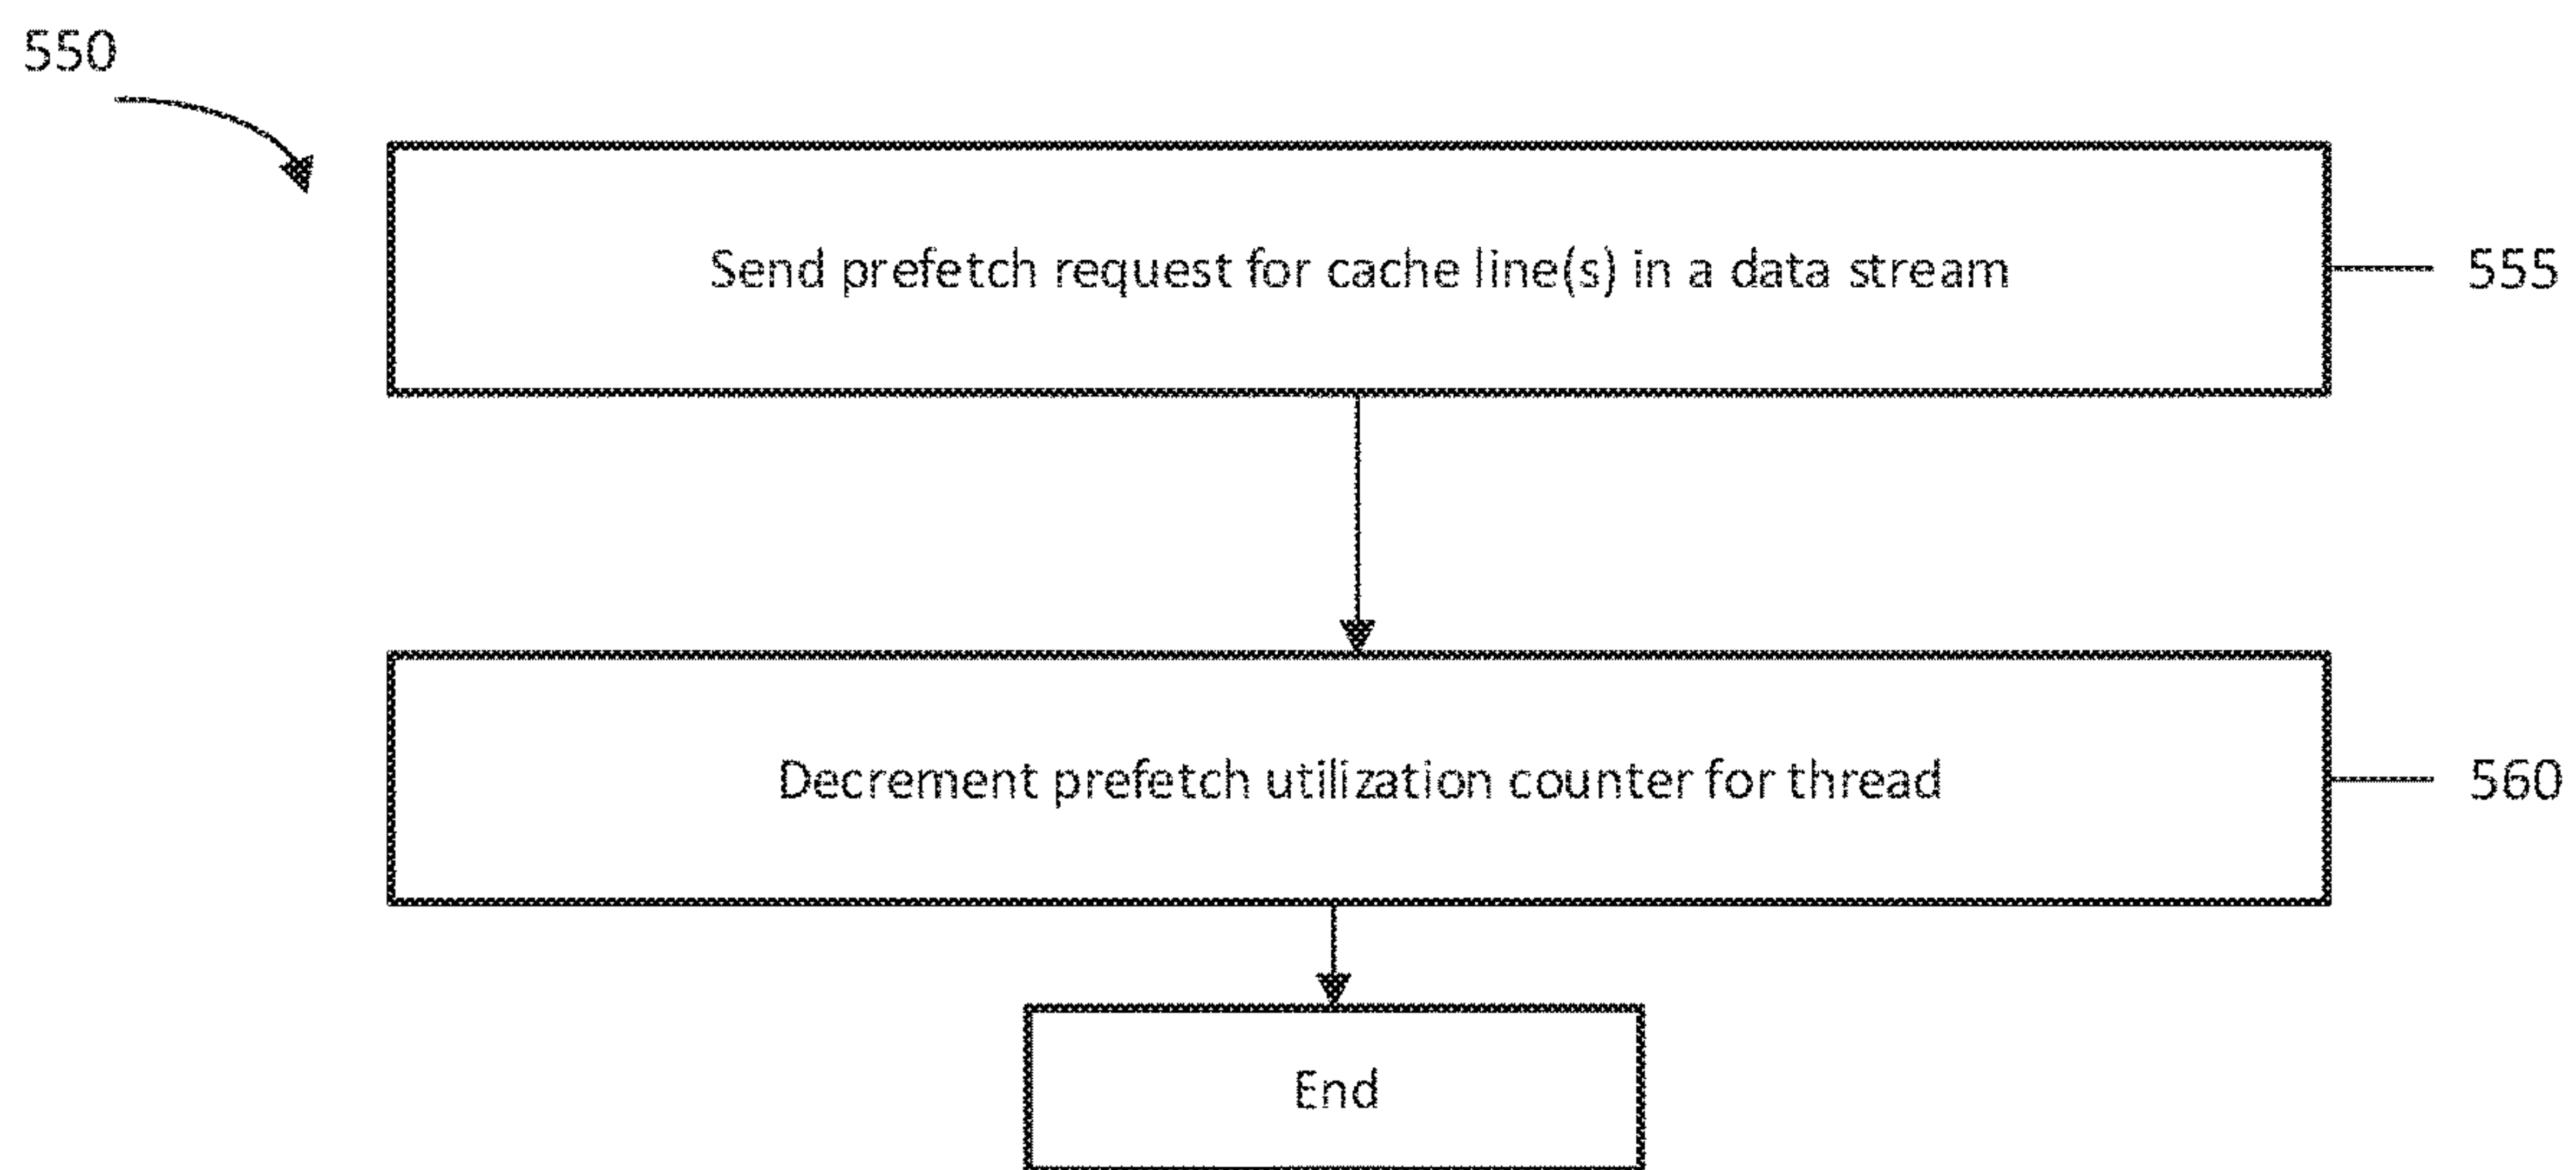 550
Send prefetch request for cache line(s) in a data stream
555
Decrement prefetch utilization counter for thread
560
End